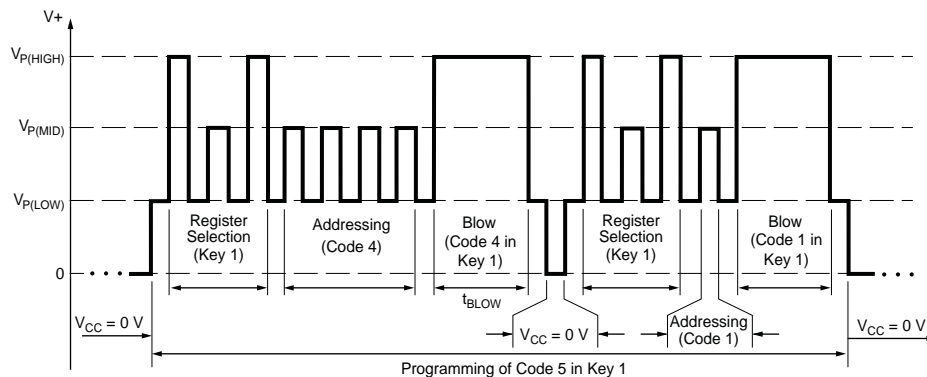 V+
VP(HIGH)
VP(MID)
VP(LOW)
0
Register
Selection
(Key 1)
Addressing
(Code 4)
Blow
(Code 4 in
Key 1)
Register
Selection
(Key 1)
Blow
(Code 1 in
Key 1)
tBLOW
VCC = 0 V
VCC = 0 V
Addressing
(Code 1)
VCC = 0 V
Programming of Code 5 in Key 1